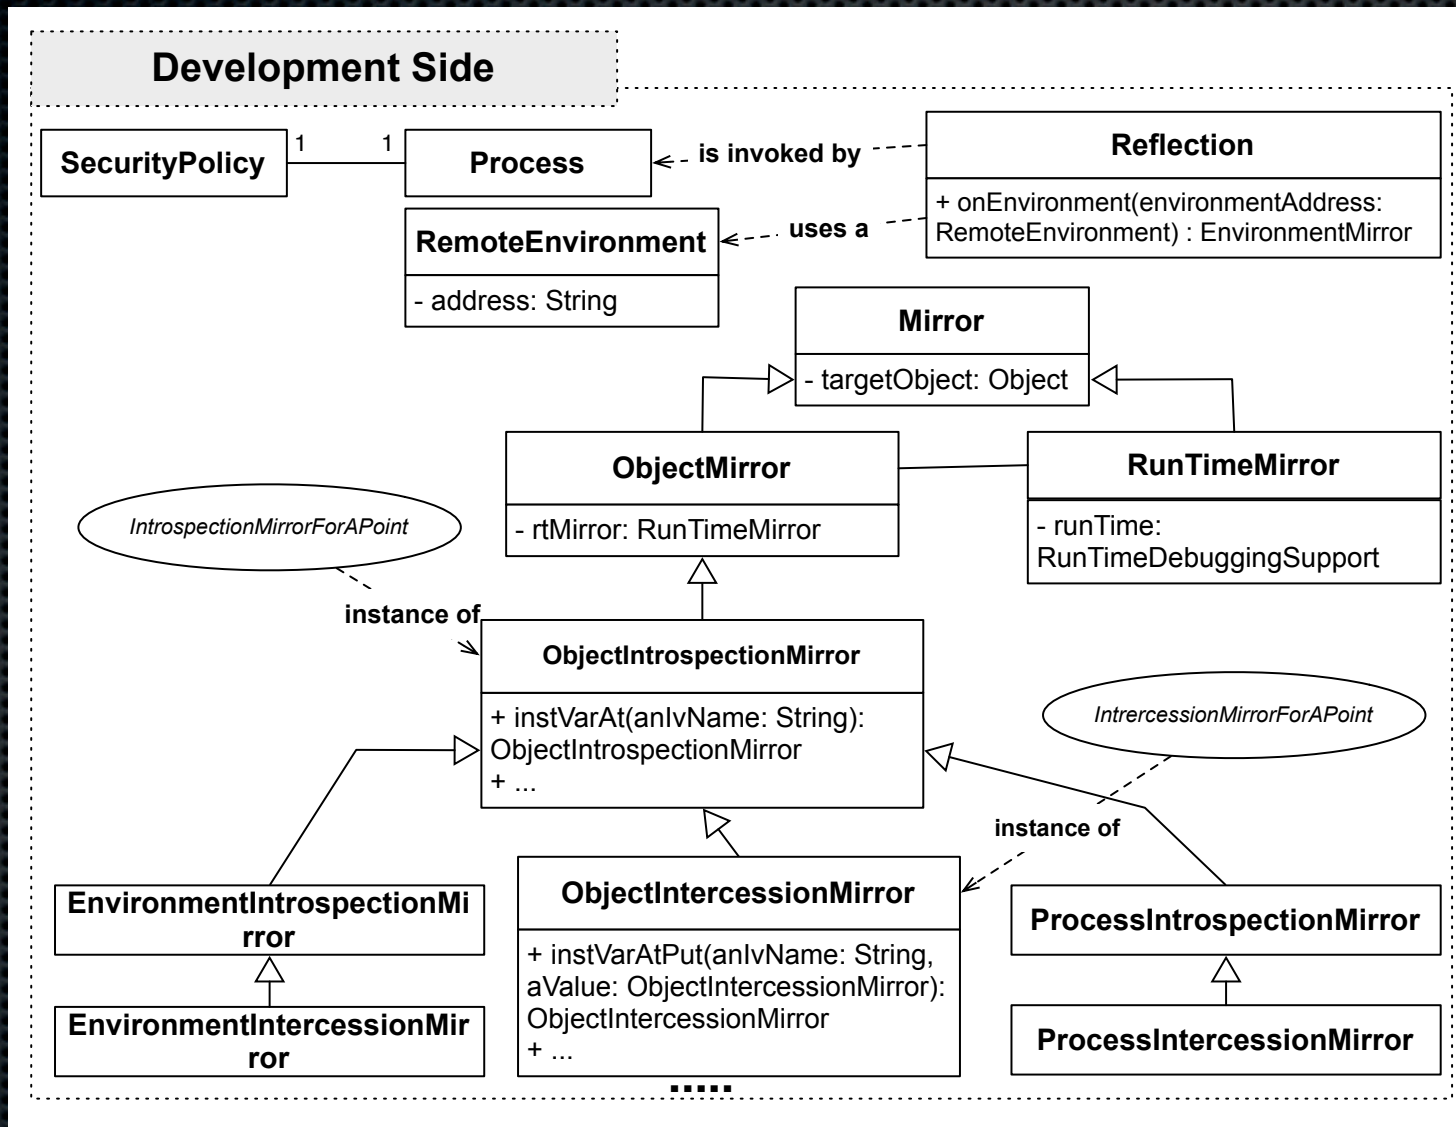 Development Side
SecurityPolicy
1
1
Process
is invoked by
Reflection
+ onEnvironment(environmentAddress:
RemoteEnvironment) : EnvironmentMirror
uses a
RemoteEnvironment
- address: String
Mirror
- targetObject: Object
ObjectMirror
- rtMirror: RunTimeMirror
RunTimeMirror
- runTime:
RunTimeDebuggingSupport
IntrospectionMirrorForAPoint
instance of
ObjectIntrospectionMirror
+ instVarAt(anIvName: String):
ObjectIntrospectionMirror
+ ...
IntrercessionMirrorForAPoint
instance of
EnvironmentIntrospectionMi
rror
EnvironmentIntercessionMir
ror
ObjectIntercessionMirror
+ instVarAtPut(anIvName: String,
aValue: ObjectIntercessionMirror):
ObjectIntercessionMirror
+ ...
ProcessIntrospectionMirror
ProcessIntercessionMirror
.....